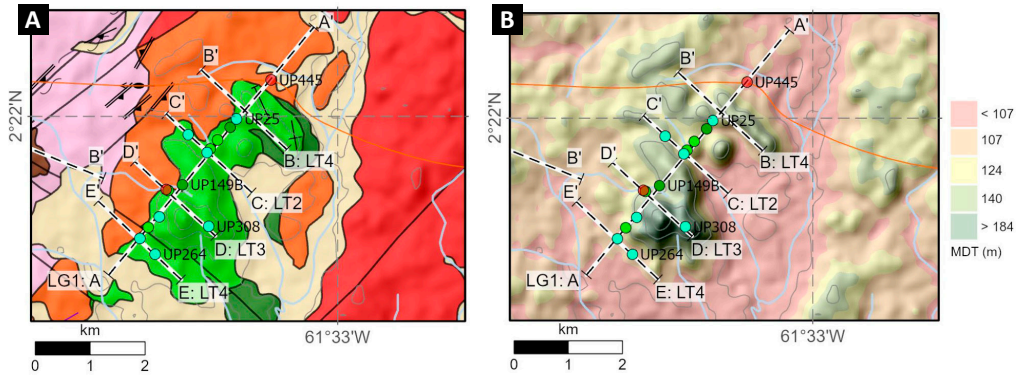 A
A'
B'
UP445
C'
UP25
2°22'N
D'
B: LT4
B'
UP149B
E'
C: LT2
UP308
D: LT3
UP264
LG1: A
E: LT4
km
61°33'W
0 1 2
B
A'
B'
UP445
C'
UP25
2°22'N
D'
B: LT4
B'
UP149B
E'
C: LT2
UP308
D: LT3
UP264
LG1: A
E: LT4
km
61°33'W
0 1 2
< 107
107
124
140
> 184
MDT (m)